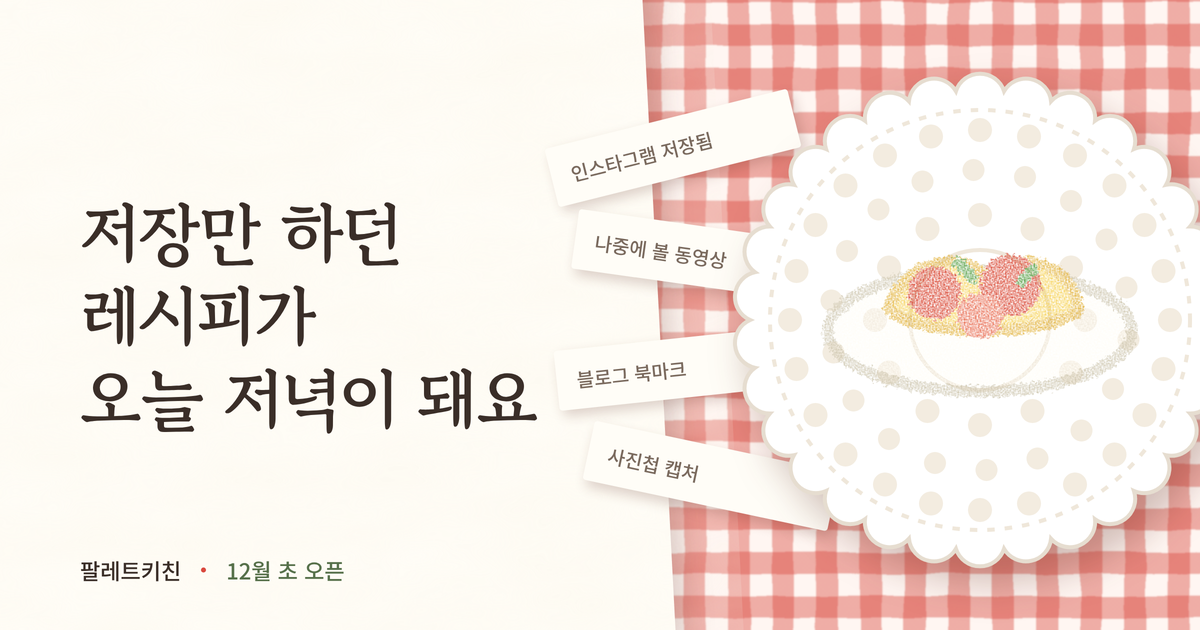 저장만 하던
레시피가
오늘 저녁이 돼요
팔레트키친 • 12월 초 오픈
인스타그램 저장됨
나중에 볼 동영상
블로그 북마크
사진첩 캡처